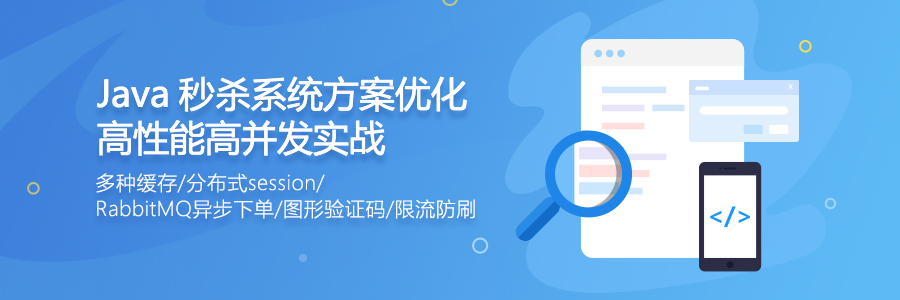 Java 秒杀系统方案优化
高性能高并发实战
多种缓存/分布式session/
RabbitMQ异步下单/图形验证码/限流防刷
x
</>